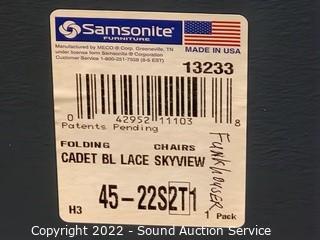 Samsonite®
FURNITURE
MADE IN USA
Manufactured by MECO® Corp. Greeneville, TN
under license form Samsonite® Corporation
Customer Service 1-800-251-7558 (8-5 EST)
13233
0 42952 11103 8
Patents Pending
FOLDING CHAIRS
CADET BL LACE SKYVIEW
45-22S2T1
H3
1 Pack
Funkhouser
Copyright 2022 - Sound Auction Service